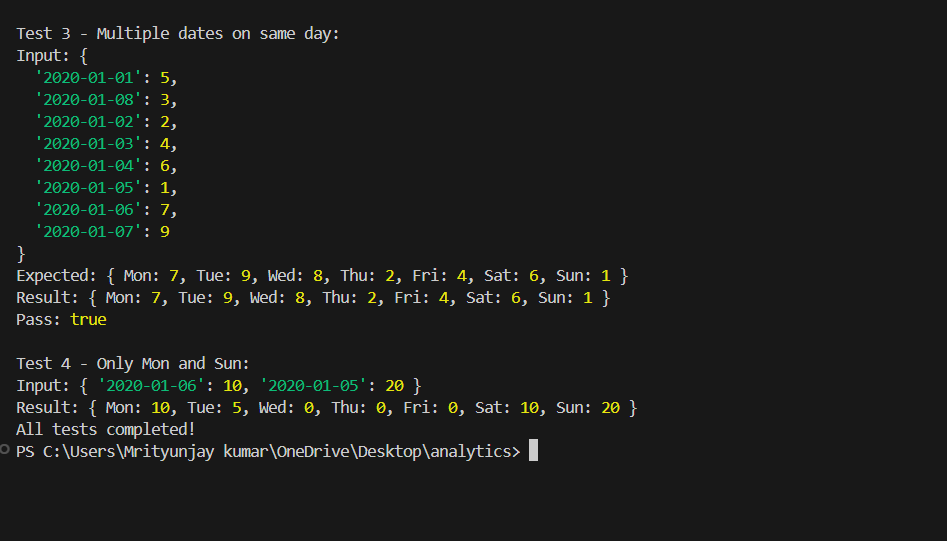 Test 3 - Multiple dates on same day:
Input: {
  '2020-01-01': 5,
  '2020-01-08': 3,
  '2020-01-02': 2,
  '2020-01-03': 4,
  '2020-01-04': 6,
  '2020-01-05': 1,
  '2020-01-06': 7,
  '2020-01-07': 9
}
Expected: { Mon: 7, Tue: 9, Wed: 8, Thu: 2, Fri: 4, Sat: 6, Sun: 1 }
Result: { Mon: 7, Tue: 9, Wed: 8, Thu: 2, Fri: 4, Sat: 6, Sun: 1 }
Pass: true

Test 4 - Only Mon and Sun:
Input: { '2020-01-06': 10, '2020-01-05': 20 }
Result: { Mon: 10, Tue: 5, Wed: 0, Thu: 0, Fri: 0, Sat: 10, Sun: 20 }
All tests completed!
PS C:\Users\Mrityunjay kumar\OneDrive\Desktop\analytics>